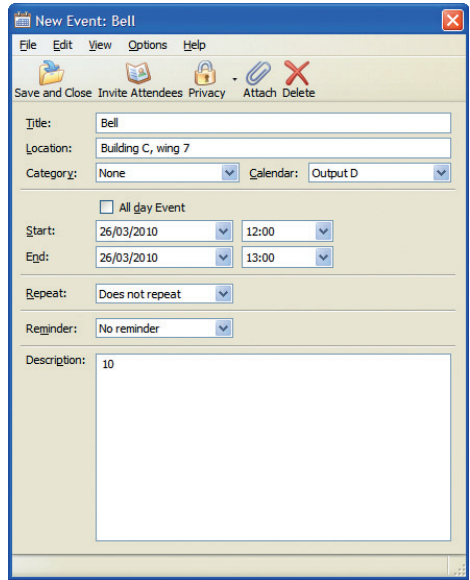 New Event: Bell
File Edit View Options Help
Save and Close Invite Attendees Privacy Attach Delete
Title: Bell
Location: Building C, wing 7
Category: None Calendar: Output D
All day Event
Start: 26/03/2010 12:00
End: 26/03/2010 13:00
Repeat: Does not repeat
Reminder: No reminder
Description: 10